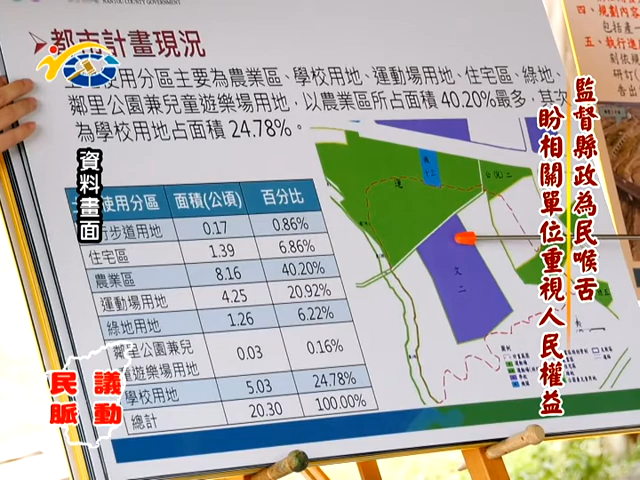 NANTOU COUNTY GOVERNMENT
都市計畫現況
使用分區主要為農業區、學校用地、運動場用地、住宅區、綠地、
鄰里公園兼兒童遊樂場用地，以農業區所占面積 40.20%最多，其次
為學校用地占面積 24.78%。
使用分區 面積(公頃) 百分比
步道用地 0.17 0.86%
住宅區 1.39 6.86%
農業區 8.16 40.20%
運動場用地 4.25 20.92%
綠地用地 1.26 6.22%
鄰里公園兼兒
童遊樂場用地 0.03 0.16%
學校用地 5.03 24.78%
總計 20.30 100.00%
文
二
四、規劃內容
包括產一
五、執行進
資料畫面
監督縣政為民喉舌
盼相關單位重視人民權益
民 議
脈 動